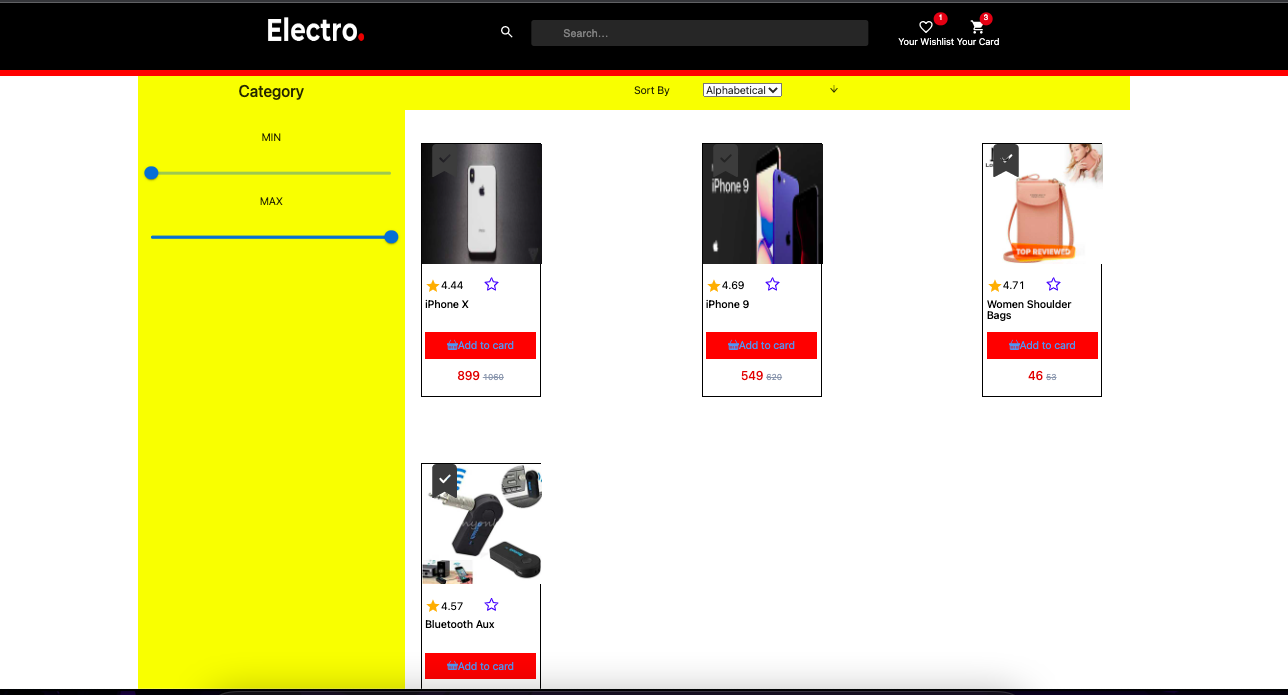 Electro.
Search...
1
3
Your Wishlist Your Card
Category
Sort By
Alphabetical
MIN
MAX
iPhone 9
TOP REVIEWED
4.44
4.69
4.71
iPhone X
iPhone 9
Women Shoulder
Bags
Add to card
Add to card
Add to card
899 1060
549 620
46 53
4.57
Bluetooth Aux
Add to card